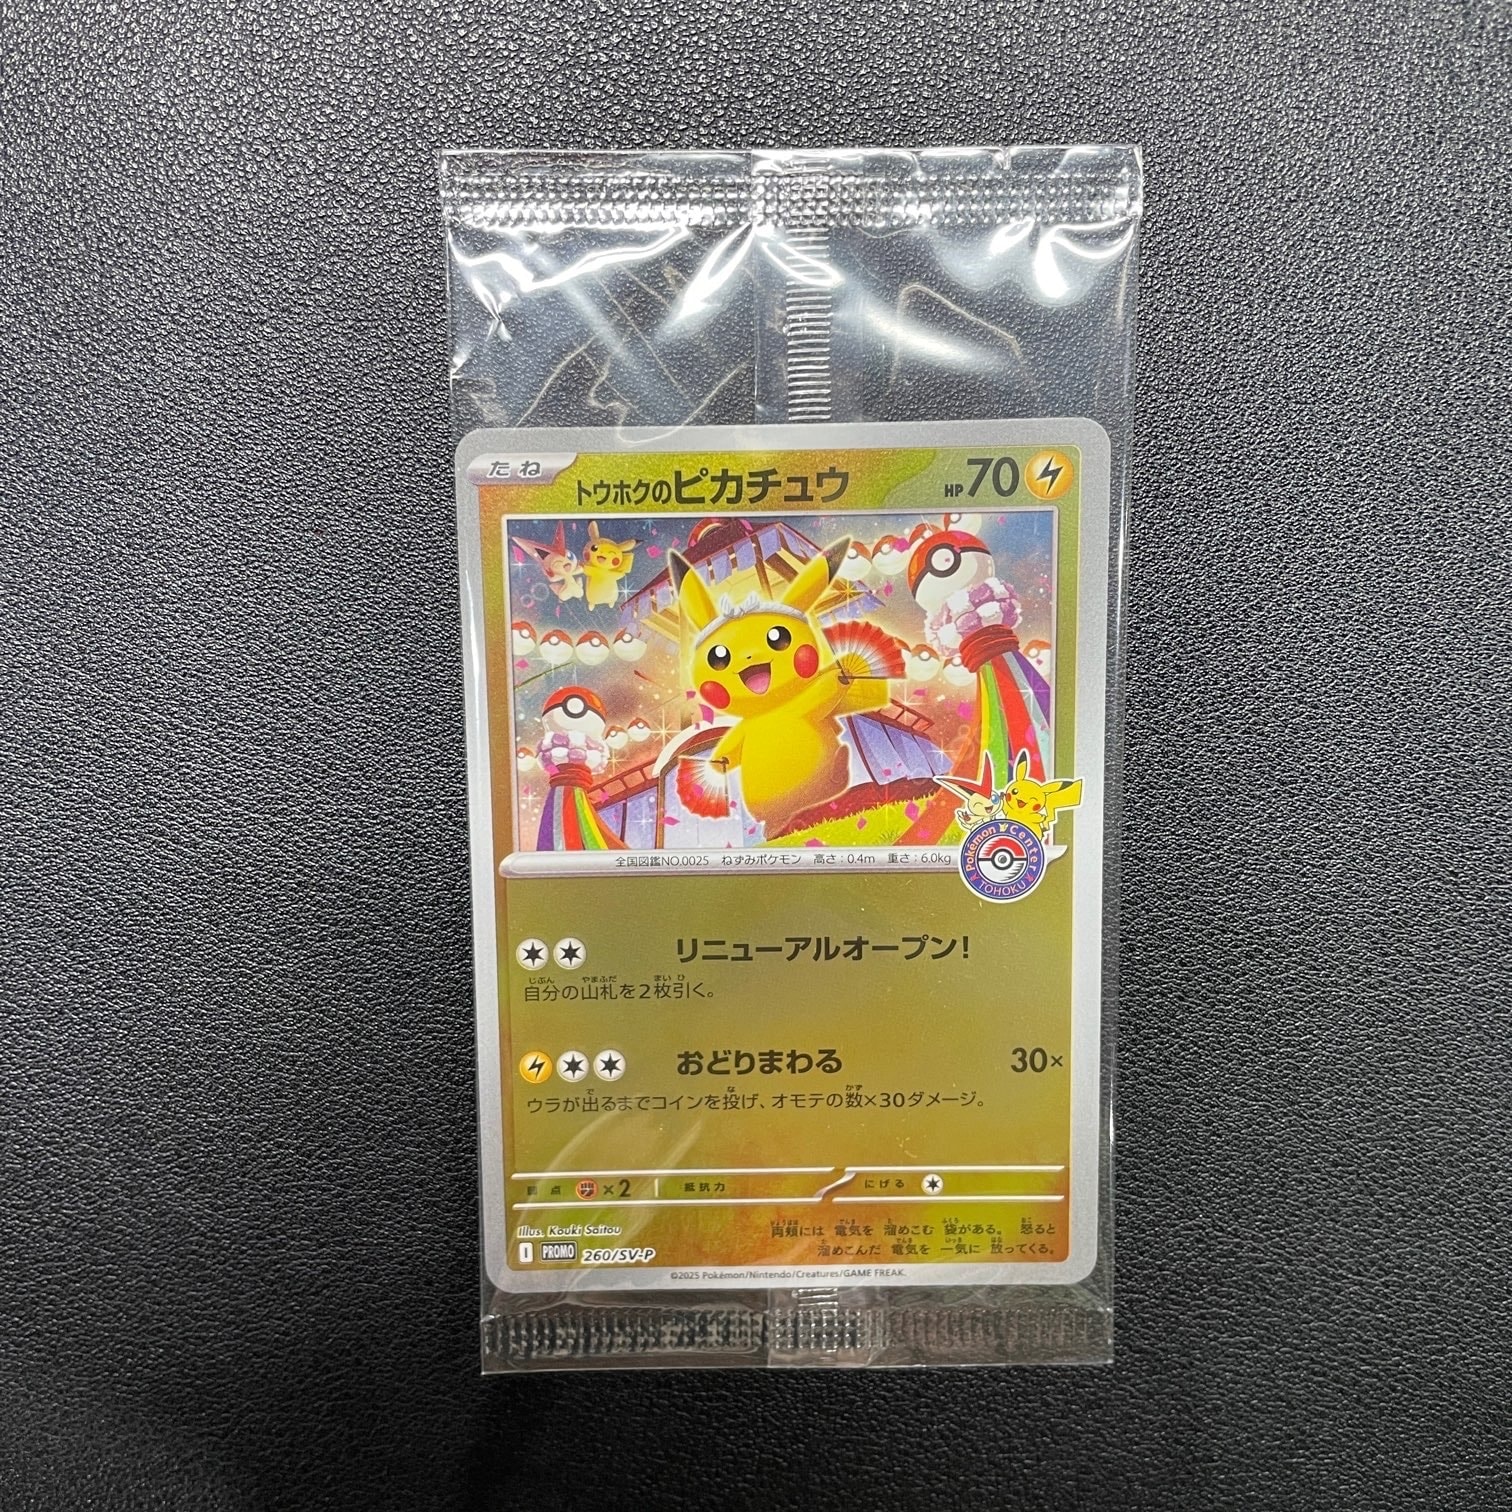 たね
トウホクのピカチュウ HP 70
Pokémon Center
TOHOKU
全国図鑑NO.0025 ねずみポケモン 高さ:0.4m 重さ:6.0kg
リニューアルオープン!
自分の山札を2枚引く。
おどりまわる 30×
ウラが出るまでコインを投げ、オモテの数×30ダメージ。
弱点 ×2 抵抗力 にげる
Illus. Kouki Saitou
I PROMO 260/SV-P
両頬には 電気を 溜めこむ 袋がある。 怒ると
溜めこんだ 電気を 一気に 放ってくる。
©2025 Pokémon/Nintendo/Creatures/GAME FREAK.